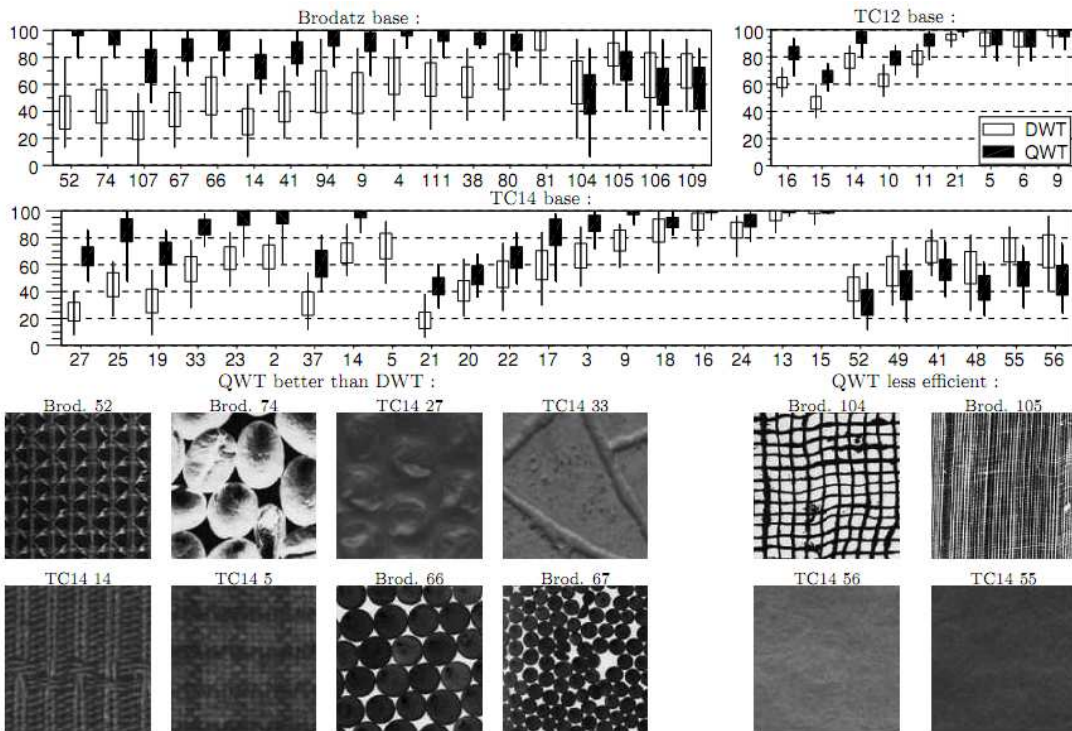 Brodatz base :
TC12 base :
100
80
60
40
20
0
52 74 107 67 66 14 41 94 9 4 111 38 80 81 104 105 106 109
100
80
60
40
20
0
DWT
QWT
16 15 14 10 11 21 5 6 9
TC14 base :
100
80
60
40
20
0
27 25 19 33 23 2 37 14 5 21 20 22 17 3 9 18 16 24 13 15 52 49 41 48 55 56
QWT better than DWT :
QWT less efficient :
Brod. 52 Brod. 74 TC14 27 TC14 33 Brod. 104 Brod. 105
TC14 14 TC14 5 Brod. 66 Brod. 67 TC14 56 TC14 55